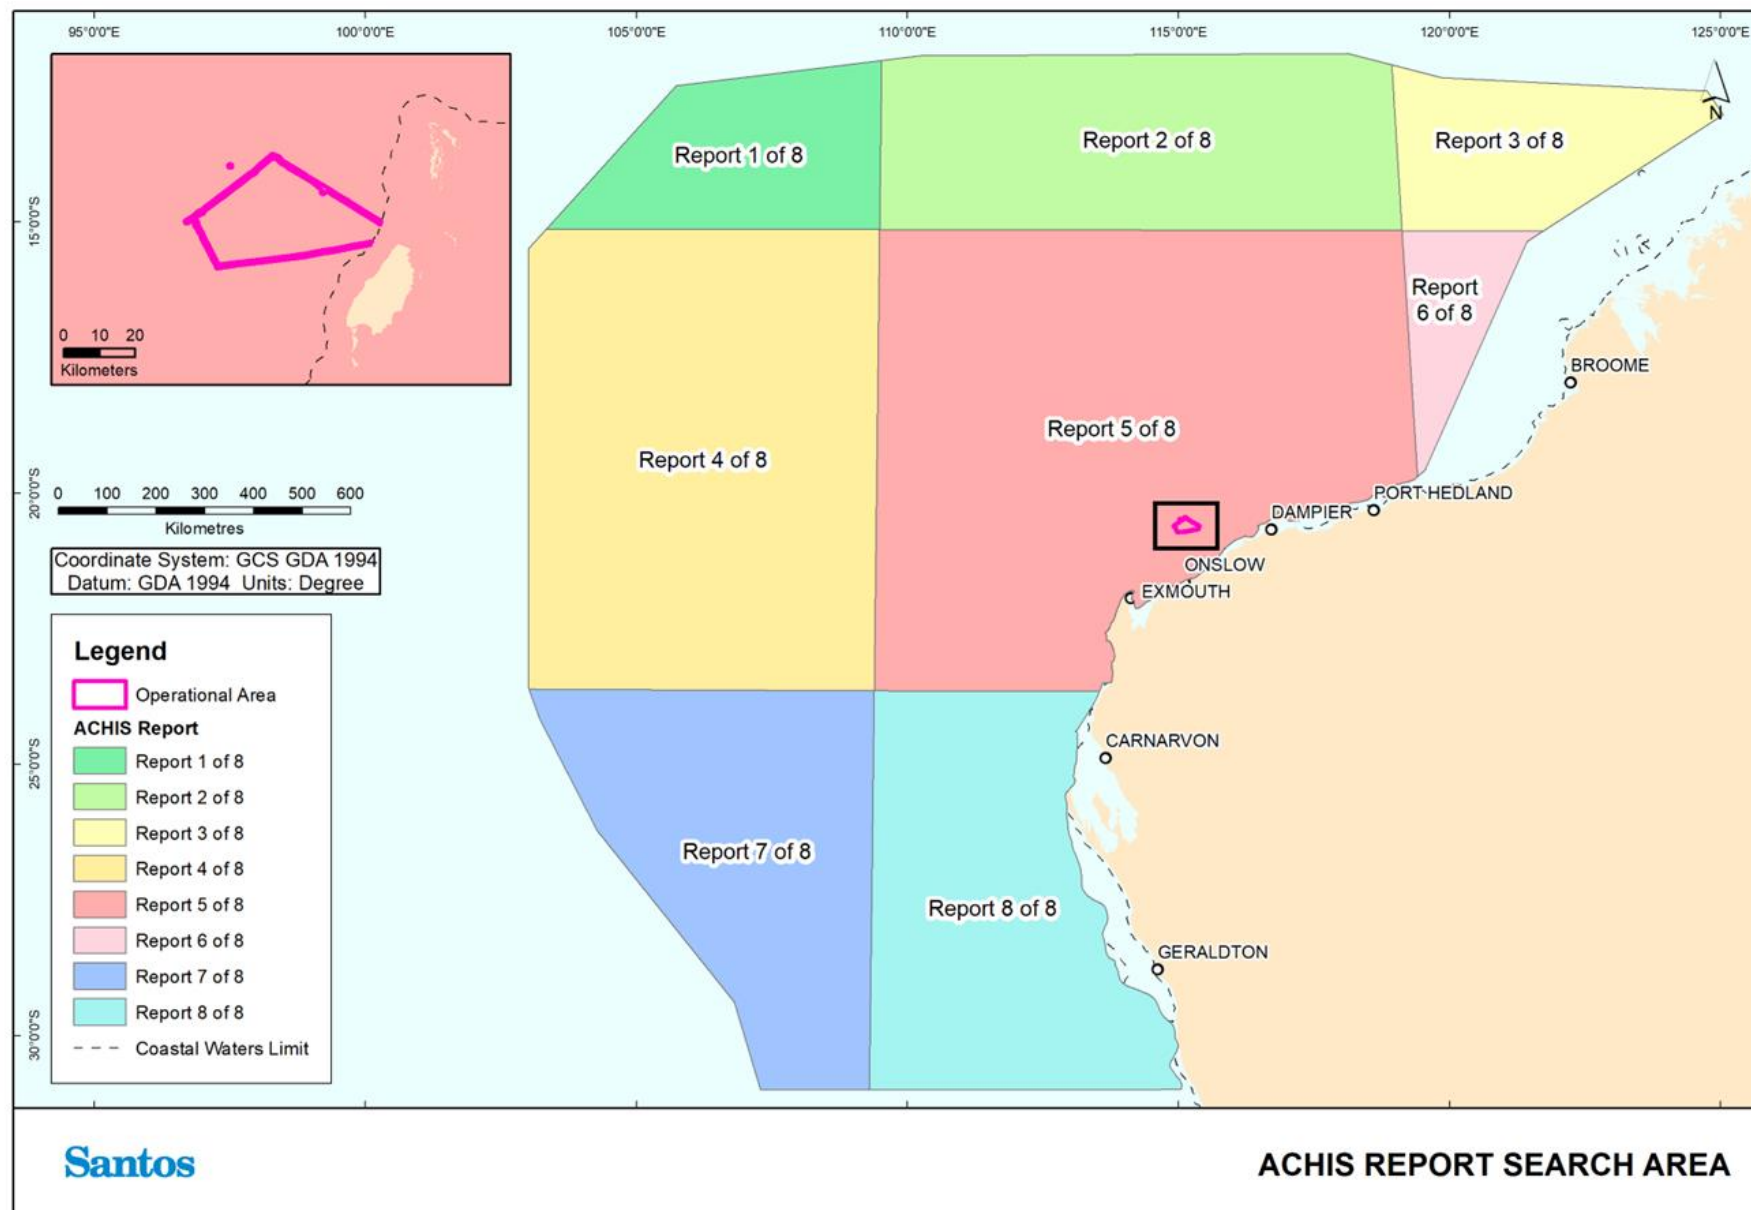 95°0'0"E
100°0'0"E
105°0'0"E
110°0'0"E
115°0'0"E
120°0'0"E
125°0'0"E
15°0'0"S
20°0'0"S
25°0'0"S
30°0'0"S
0 10 20
Kilometers
N
Report 1 of 8
Report 2 of 8
Report 3 of 8
Report
6 of 8
Report 4 of 8
Report 5 of 8
Report 7 of 8
Report 8 of 8
BROOME
PORT HEDLAND
DAMPIER
ONSLOW
EXMOUTH
CARNARVON
GERALDTON
0 100 200 300 400 500 600
Kilometres
Coordinate System: GCS GDA 1994
Datum: GDA 1994 Units: Degree
Legend
Operational Area
ACHIS Report
Report 1 of 8
Report 2 of 8
Report 3 of 8
Report 4 of 8
Report 5 of 8
Report 6 of 8
Report 7 of 8
Report 8 of 8
Coastal Waters Limit
Santos
ACHIS REPORT SEARCH AREA